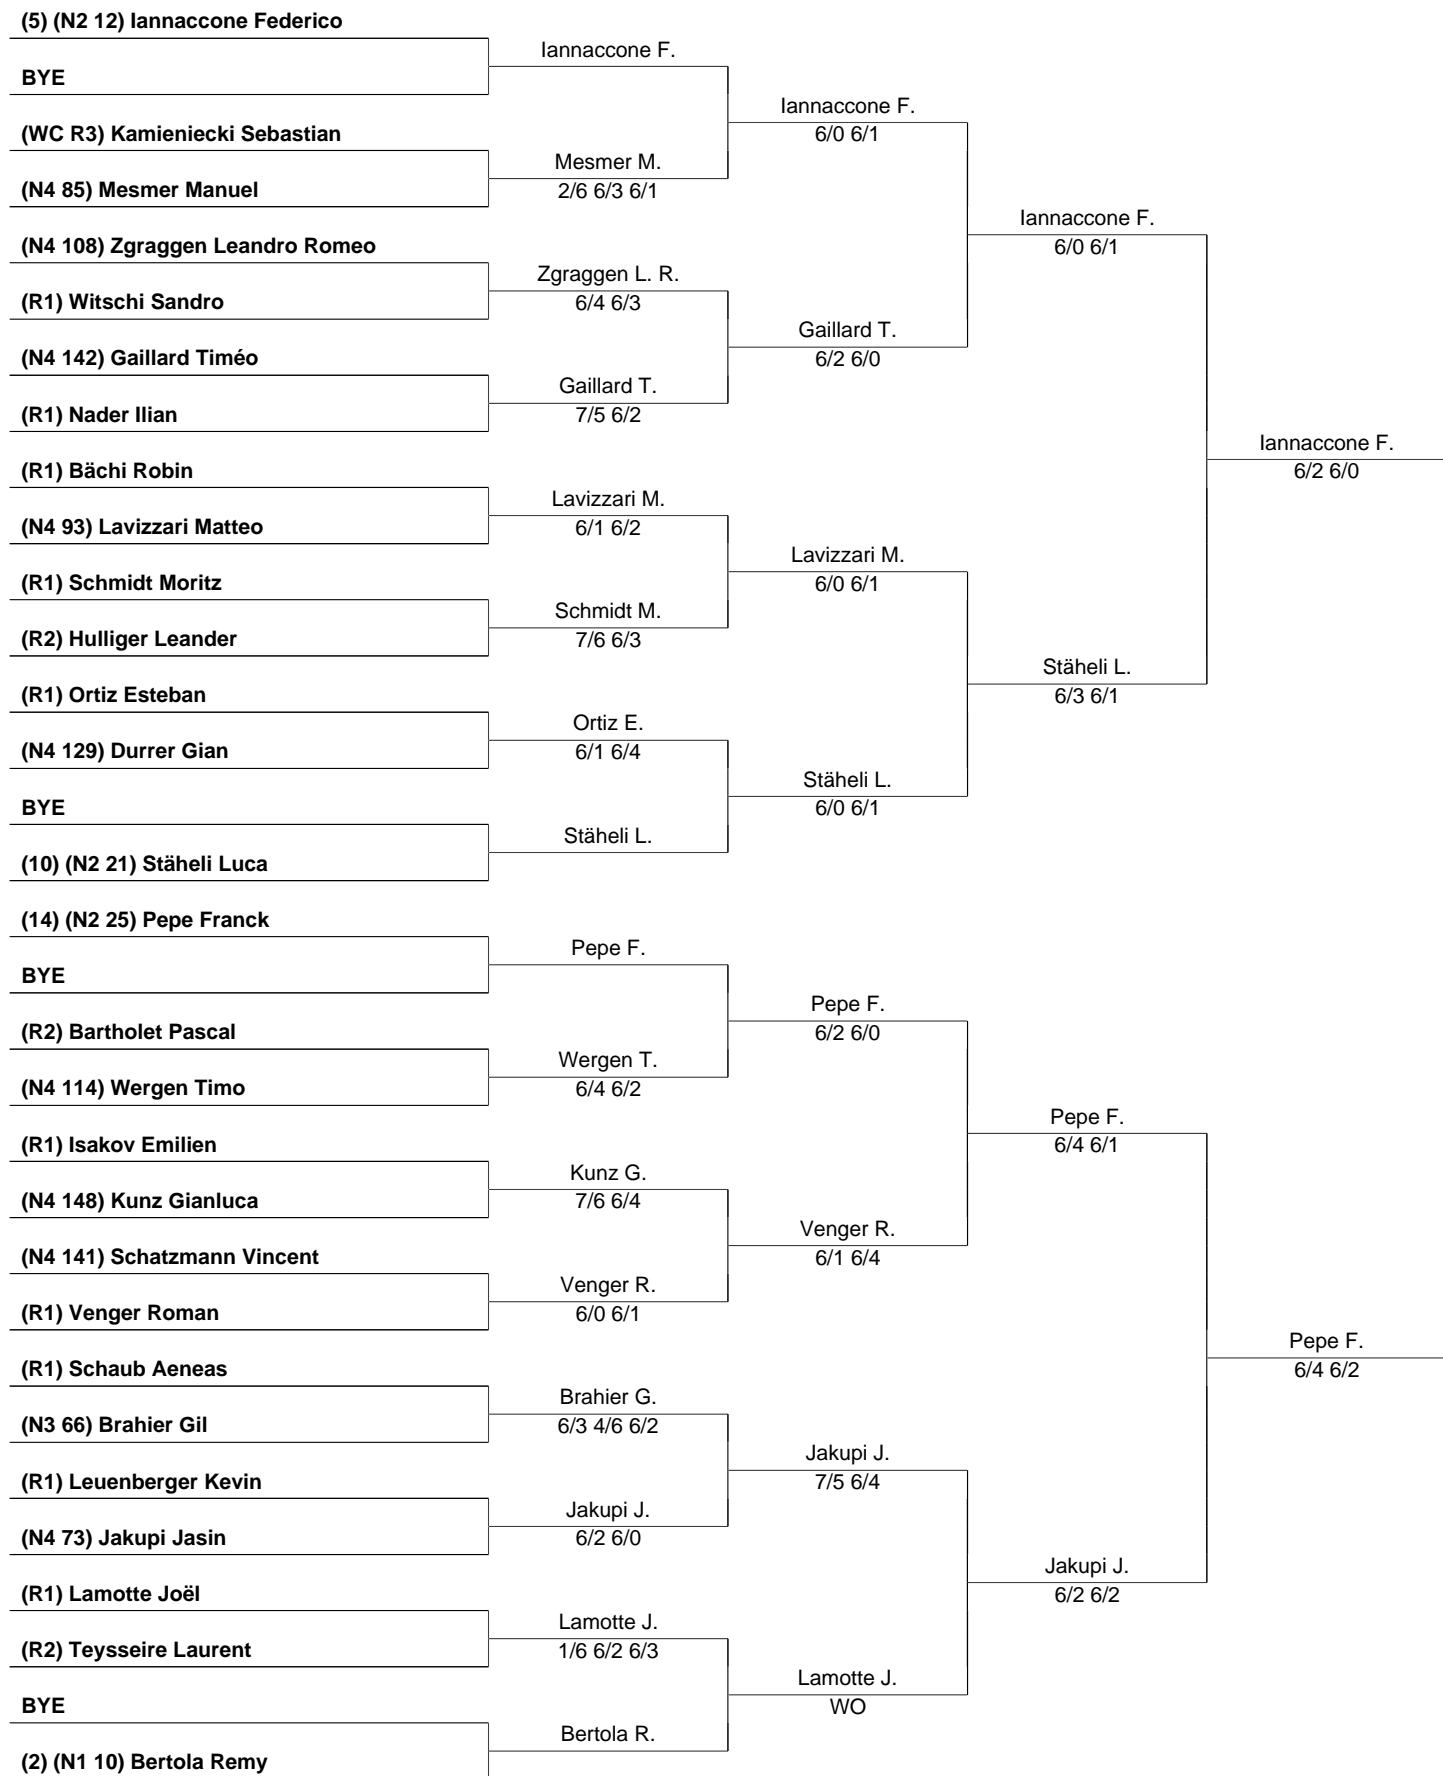 (5) (N2 12) Iannaccone Federico
BYE
(WC R3) Kamieniecki Sebastian
(N4 85) Mesmer Manuel
(N4 108) Zgraggen Leandro Romeo
(R1) Witschi Sandro
(N4 142) Gaillard Timéo
(R1) Nader Ilian
(R1) Bächi Robin
(N4 93) Lavizzari Matteo
(R1) Schmidt Moritz
(R2) Hulliger Leander
(R1) Ortiz Esteban
(N4 129) Durrer Gian
BYE
(10) (N2 21) Stäheli Luca
(14) (N2 25) Pepe Franck
BYE
(R2) Bartholet Pascal
(N4 114) Wergen Timo
(R1) Isakov Emilien
(N4 148) Kunz Gianluca
(N4 141) Schatzmann Vincent
(R1) Venger Roman
(R1) Schaub Aeneas
(N3 66) Brahier Gil
(R1) Leuenberger Kevin
(N4 73) Jakupi Jasin
(R1) Lamotte Joël
(R2) Teysseire Laurent
BYE
(2) (N1 10) Bertola Remy
Iannaccone F.
Mesmer M.
2/6 6/3 6/1
Zgraggen L. R.
6/4 6/3
Gaillard T.
7/5 6/2
Lavizzari M.
6/1 6/2
Schmidt M.
7/6 6/3
Ortiz E.
6/1 6/4
Stäheli L.
Pepe F.
Wergen T.
6/4 6/2
Kunz G.
7/6 6/4
Venger R.
6/0 6/1
Brahier G.
6/3 4/6 6/2
Jakupi J.
6/2 6/0
Lamotte J.
1/6 6/2 6/3
Bertola R.
Iannaccone F.
6/0 6/1
Gaillard T.
6/2 6/0
Lavizzari M.
6/0 6/1
Stäheli L.
6/0 6/1
Pepe F.
6/2 6/0
Venger R.
6/1 6/4
Jakupi J.
7/5 6/4
Lamotte J.
WO
Iannaccone F.
6/0 6/1
Stäheli L.
6/3 6/1
Pepe F.
6/4 6/1
Jakupi J.
6/2 6/2
Iannaccone F.
6/2 6/0
Pepe F.
6/4 6/2